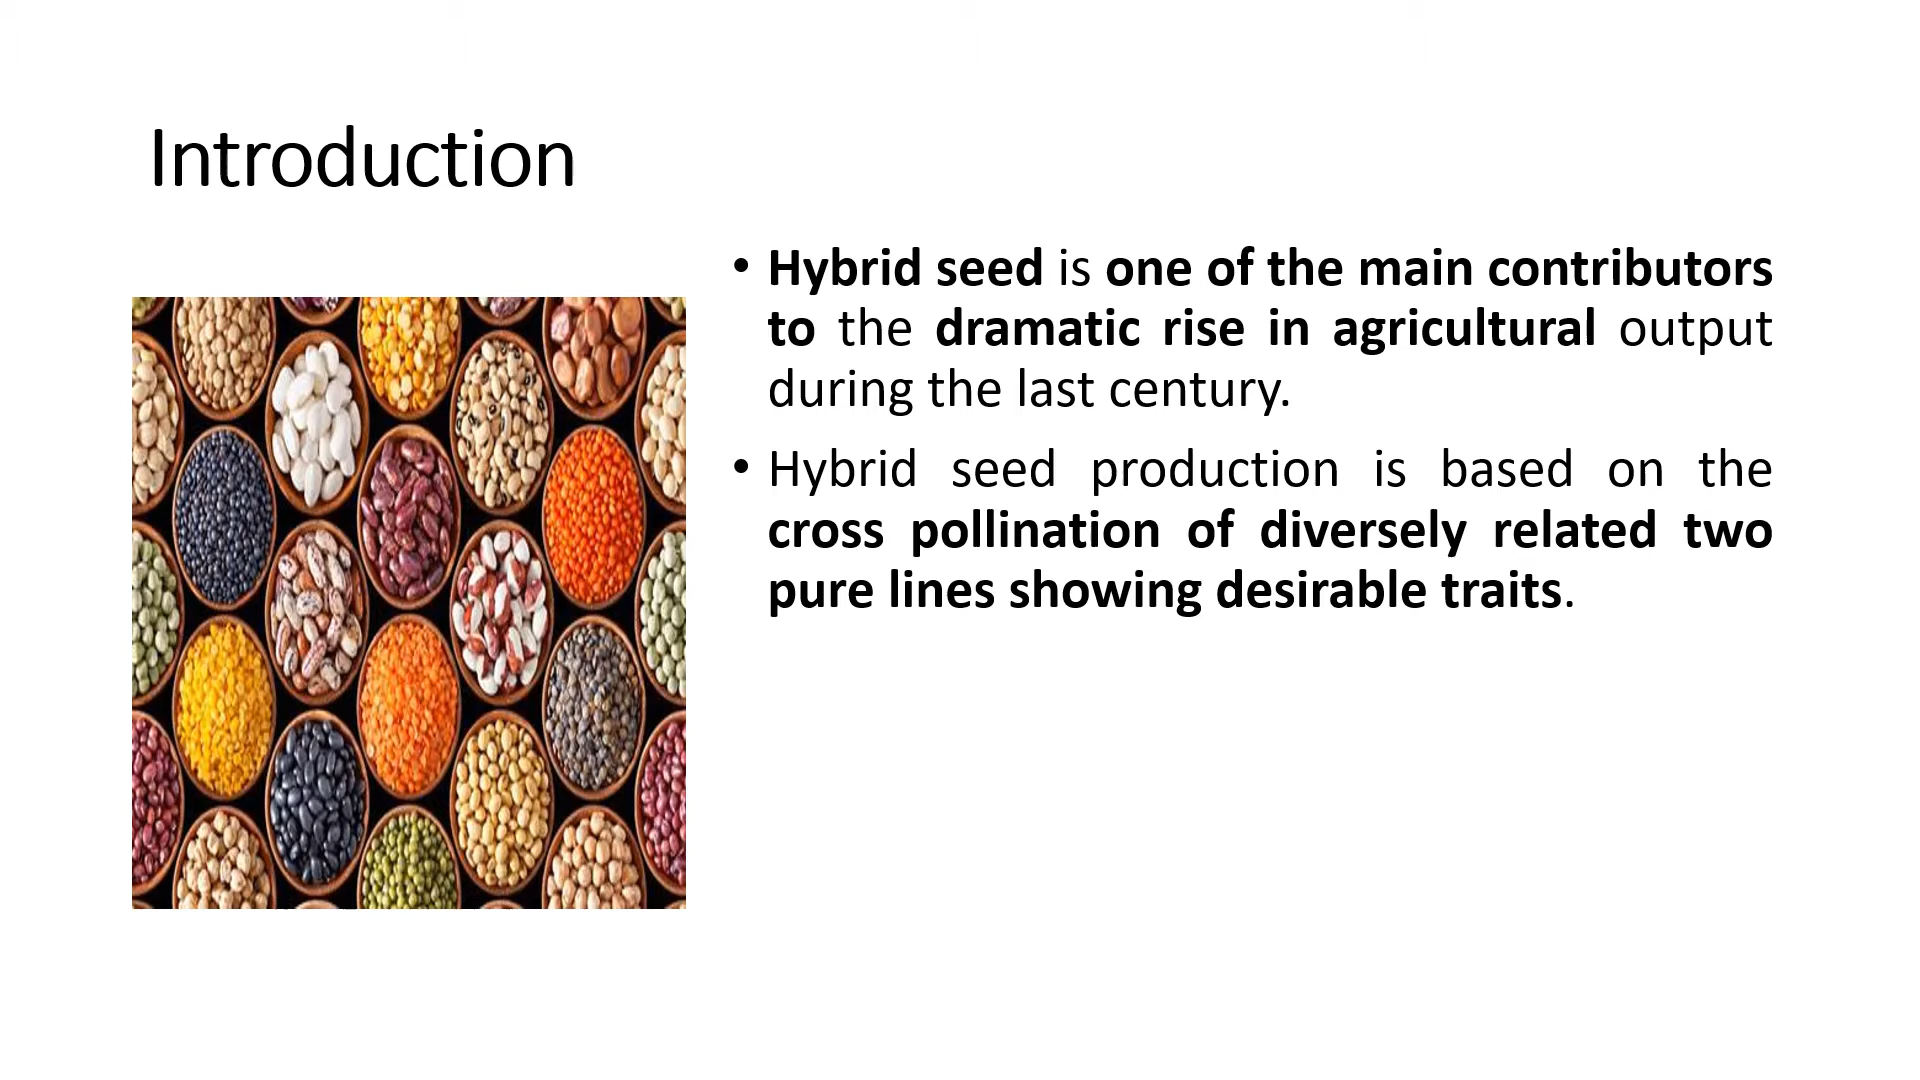 Introduction
• Hybrid seed is one of the main contributors
to the dramatic rise in agricultural output
during the last century.
• Hybrid seed production is based on the
cross pollination of diversely related two
pure lines showing desirable traits.